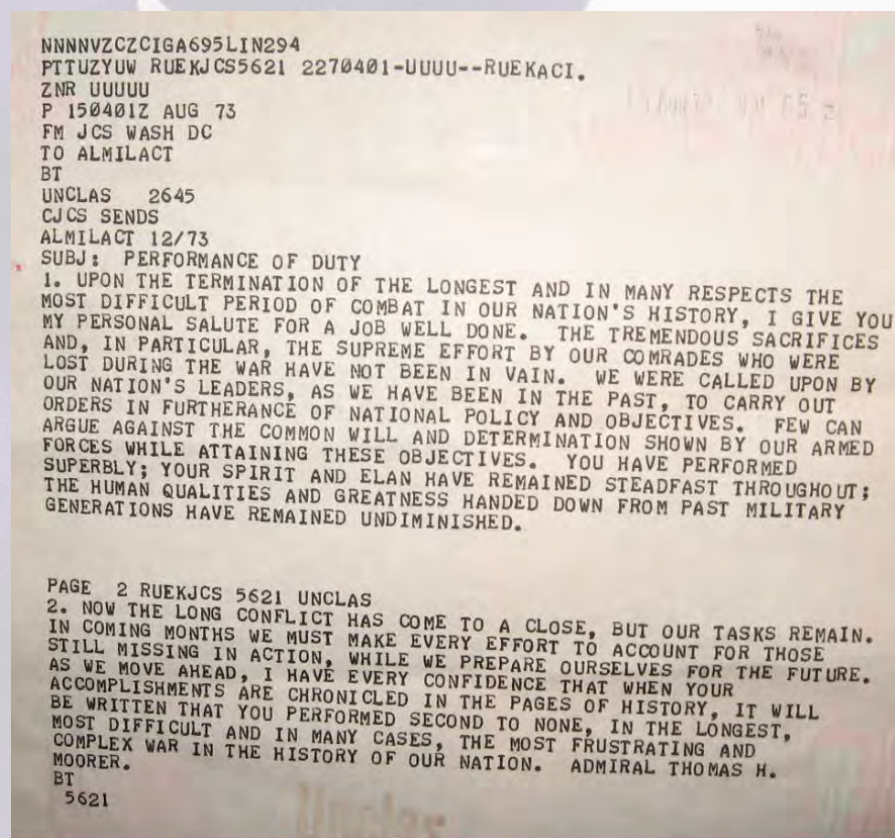 NNNNVZCZCIGA695LIN294
PTTUZYUW RUEKJCS5621 2270401-UUUU--RUEKACI.
ZNR UUUUU
P 150401Z AUG 73
FM JCS WASH DC
TO ALMILACT
BT
UNCLAS 2645
CJCS SENDS
ALMILACT 12/73
SUBJ: PERFORMANCE OF DUTY
1. UPON THE TERMINATION OF THE LONGEST AND IN MANY RESPECTS THE
MOST DIFFICULT PERIOD OF COMBAT IN OUR NATION'S HISTORY, I GIVE YOU
MY PERSONAL SALUTE FOR A JOB WELL DONE. THE TREMENDOUS SACRIFICES
AND, IN PARTICULAR, THE SUPREME EFFORT BY OUR COMRADES WHO WERE
LOST DURING THE WAR HAVE NOT BEEN IN VAIN. WE WERE CALLED UPON BY
OUR NATION'S LEADERS, AS WE HAVE BEEN IN THE PAST, TO CARRY OUT
ORDERS IN FURTHERANCE OF NATIONAL POLICY AND OBJECTIVES. FEW CAN
ARGUE AGAINST THE COMMON WILL AND DETERMINATION SHOWN BY OUR ARMED
FORCES WHILE ATTAINING THESE OBJECTIVES. YOU HAVE PERFORMED
SUPERBLY; YOUR SPIRIT AND ELAN HAVE REMAINED STEADFAST THROUGHOUT;
THE HUMAN QUALITIES AND GREATNESS HANDED DOWN FROM PAST MILITARY
GENERATIONS HAVE REMAINED UNDIMINISHED.
PAGE 2 RUEKJCS 5621 UNCLAS
2. NOW THE LONG CONFLICT HAS COME TO A CLOSE, BUT OUR TASKS REMAIN.
IN COMING MONTHS WE MUST MAKE EVERY EFFORT TO ACCOUNT FOR THOSE
STILL MISSING IN ACTION, WHILE WE PREPARE OURSELVES FOR THE FUTURE.
AS WE MOVE AHEAD, I HAVE EVERY CONFIDENCE THAT WHEN YOUR
ACCOMPLISHMENTS ARE CHRONICLED IN THE PAGES OF HISTORY, IT WILL
BE WRITTEN THAT YOU PERFORMED SECOND TO NONE, IN THE LONGEST,
MOST DIFFICULT AND IN MANY CASES, THE MOST FRUSTRATING AND
COMPLEX WAR IN THE HISTORY OF OUR NATION. ADMIRAL THOMAS H.
MOORER.
BT
5621
Unclas